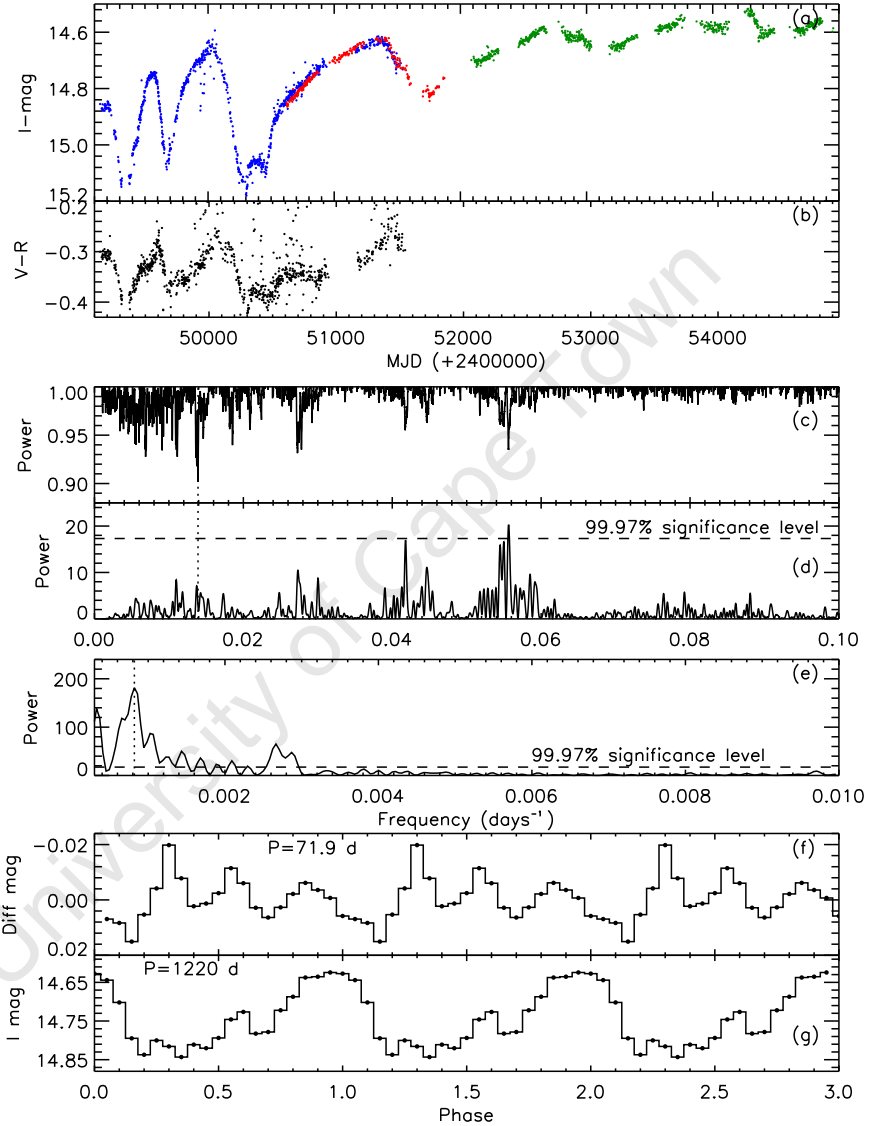 (a)
14.6
14.8
15.0
15.2
I-mag
-0.2
-0.3
-0.4
V-R
(b)
50000 51000 52000 53000 54000
MJD (+2400000)
1.00
0.95
0.90
Power
(c)
20
10
0
Power
99.97% significance level
(d)
0.00 0.02 0.04 0.06 0.08 0.10
200
100
0
Power
(e)
99.97% significance level
0.002 0.004 0.006 0.008 0.010
Frequency (days⁻¹)
-0.02
0.00
0.02
Diff mag
P=71.9 d
(f)
14.65
14.75
14.85
I mag
P=1220 d
(g)
0.0 0.5 1.0 1.5 2.0 2.5 3.0
Phase
University of Cape Town